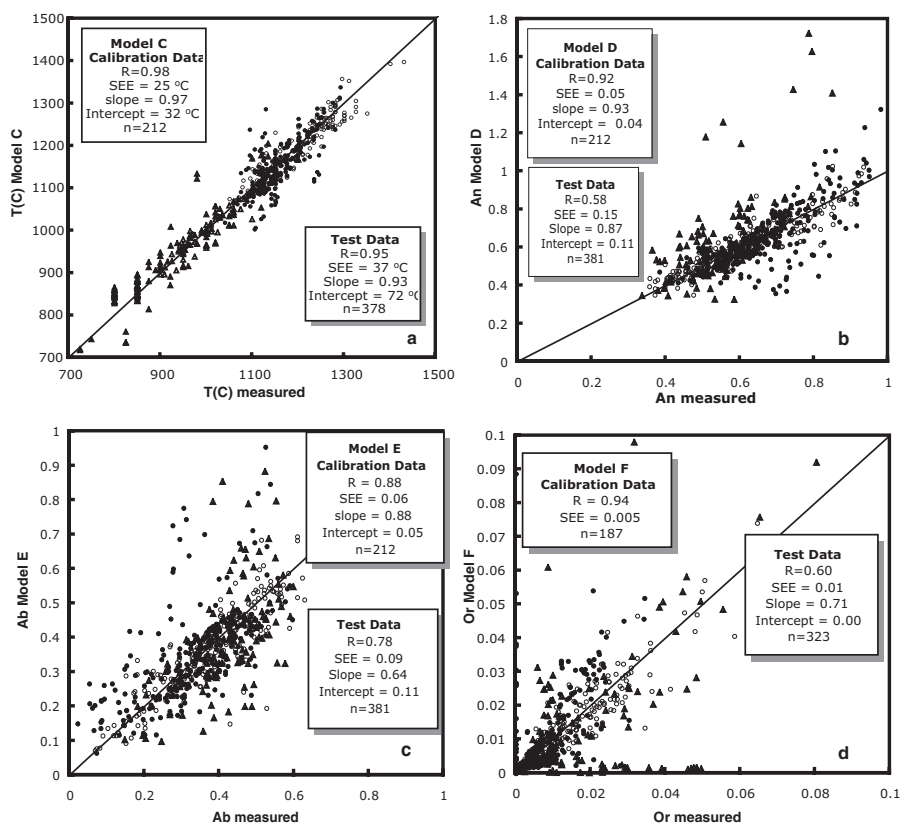 1500
1400
1300
1200
1100
1000
900
800
700
T(C) Model C
Model C
Calibration Data
R=0.98
SEE = 25 °C
slope = 0.97
Intercept = 32 °C
n=212
Test Data
R=0.95
SEE = 37 °C
Slope = 0.93
Intercept = 72 °C
n=378
a
700 900 1100 1300 1500
T(C) measured
1.8
1.6
1.4
1.2
1
0.8
0.6
0.4
0.2
0
An Model D
Model D
Calibration Data
R=0.92
SEE = 0.05
slope = 0.93
Intercept = 0.04
n=212
Test Data
R=0.58
SEE = 0.15
Slope = 0.87
Intercept = 0.11
n=381
b
0 0.2 0.4 0.6 0.8 1
An measured
1
0.9
0.8
0.7
0.6
0.5
0.4
0.3
0.2
0.1
0
Ab Model E
Model E
Calibration Data
R = 0.88
SEE = 0.06
slope = 0.88
Intercept = 0.05
n=212
Test Data
R=0.78
SEE = 0.09
Slope = 0.64
Intercept = 0.11
n=381
c
0 0.2 0.4 0.6 0.8 1
Ab measured
0.1
0.09
0.08
0.07
0.06
0.05
0.04
0.03
0.02
0.01
0
Or Model F
Model F
Calibration Data
R = 0.94
SEE = 0.005
n=187
Test Data
R=0.60
SEE = 0.01
Slope = 0.71
Intercept = 0.00
n=323
d
0 0.02 0.04 0.06 0.08 0.1
Or measured